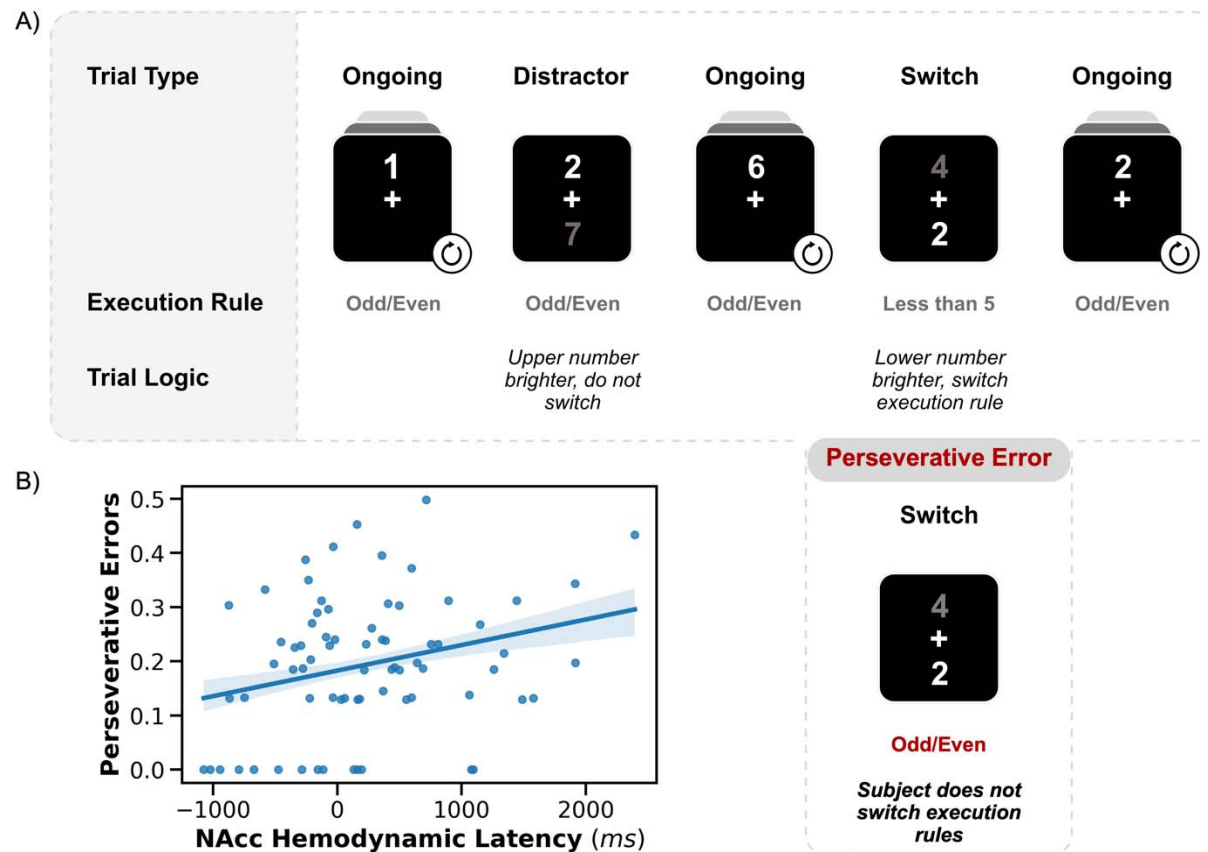 A)
Trial Type
Ongoing
Distractor
Ongoing
Switch
Ongoing
1
+
2
+
7
6
+
4
+
2
2
+
Execution Rule
Odd/Even
Odd/Even
Odd/Even
Less than 5
Odd/Even
Trial Logic
Upper number
brighter, do not
switch
Lower number
brighter, switch
execution rule
Perseverative Error
Switch
4
+
2
Odd/Even
Subject does not
switch execution
rules
B)
Perseverative Errors
0.5
0.4
0.3
0.2
0.1
0.0
−1000
0
1000
2000
NAcc Hemodynamic Latency (ms)